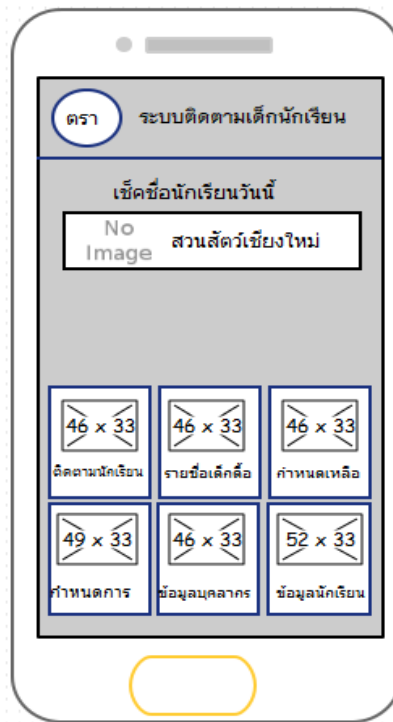 ตรา ระบบติดตามเด็กนักเรียน
เช็คชื่อนักเรียนวันนี้
No
Image
สวนสัตว์เชียงใหม่
46 x 33 46 x 33 46 x 33
ติดตามนักเรียน รายชื่อเด็กดื้อ กำหนดเหลือ
49 x 33 46 x 33 52 x 33
กำหนดการ ข้อมูลบุคลากร ข้อมูลนักเรียน